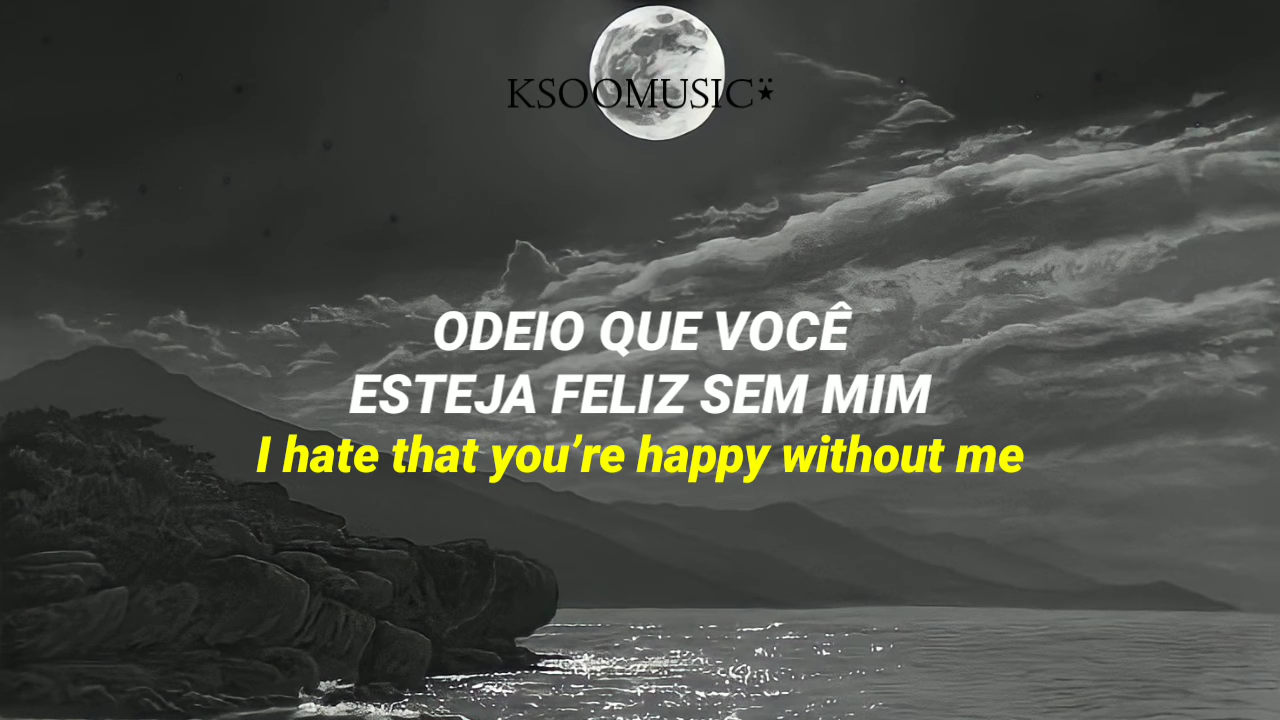 KSOOMUSIC
ODEIO QUE VOCÊ
ESTEJA FELIZ SEM MIM
I hate that you’re happy without me